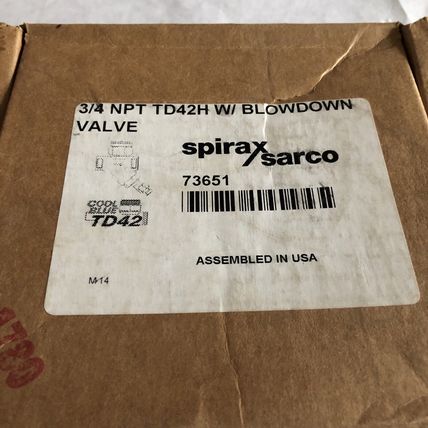 3/4 NPT TD42H W/ BLOWDOWN
VALVE
spirax
sarco
73651
COOL
BLUE
TD42
ASSEMBLED IN USA
M-14